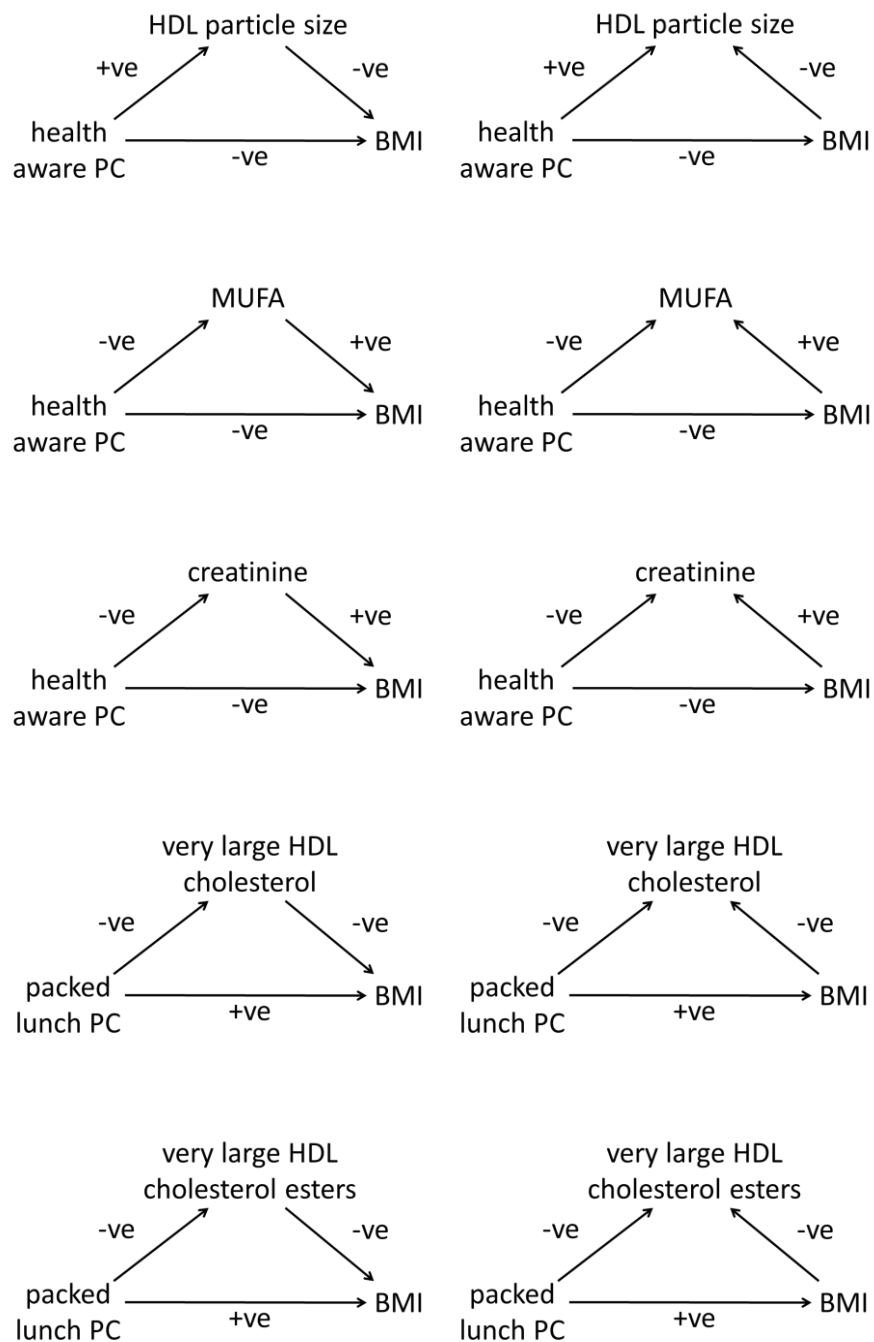 HDL particle size
+ve
-ve
health
aware PC
-ve
BMI
HDL particle size
+ve
-ve
health
aware PC
-ve
BMI
MUFA
-ve
+ve
health
aware PC
-ve
BMI
MUFA
-ve
+ve
health
aware PC
-ve
BMI
creatinine
-ve
+ve
health
aware PC
-ve
BMI
creatinine
-ve
+ve
health
aware PC
-ve
BMI
very large HDL
cholesterol
-ve
-ve
packed
lunch PC
+ve
BMI
very large HDL
cholesterol
-ve
-ve
packed
lunch PC
+ve
BMI
very large HDL
cholesterol esters
-ve
-ve
packed
lunch PC
+ve
BMI
very large HDL
cholesterol esters
-ve
-ve
packed
lunch PC
+ve
BMI